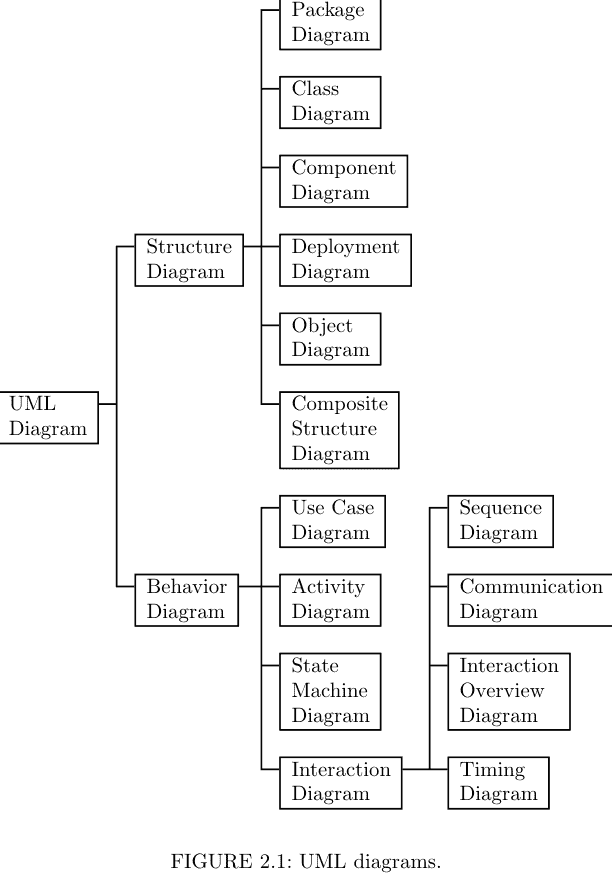 Package
Diagram
Class
Diagram
Component
Diagram
Structure
Diagram
Deployment
Diagram
Object
Diagram
UML
Diagram
Composite
Structure
Diagram
Use Case
Diagram
Sequence
Diagram
Behavior
Diagram
Activity
Diagram
Communication
Diagram
State
Machine
Diagram
Interaction
Overview
Diagram
Interaction
Diagram
Timing
Diagram
FIGURE 2.1: UML diagrams.